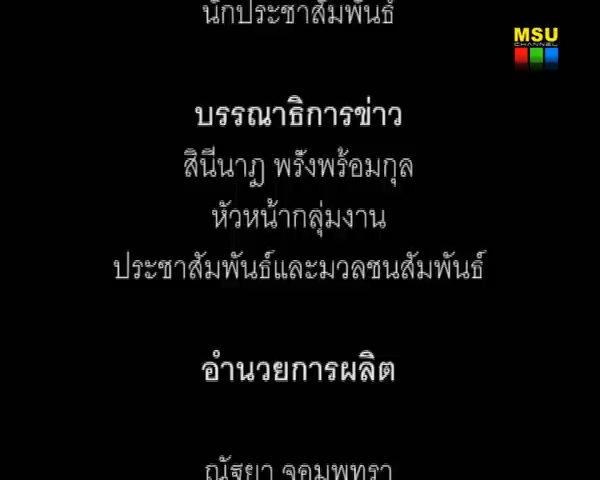 นักประชาสัมพันธ์
MSU
CHANNEL
บรรณาธิการข่าว
สินีนาฏ พรังพร้อมกุล
หัวหน้ากลุ่มงาน
ประชาสัมพันธ์และมวลชนสัมพันธ์
อำนวยการผลิต
ณัฐยา จอมพุทรา